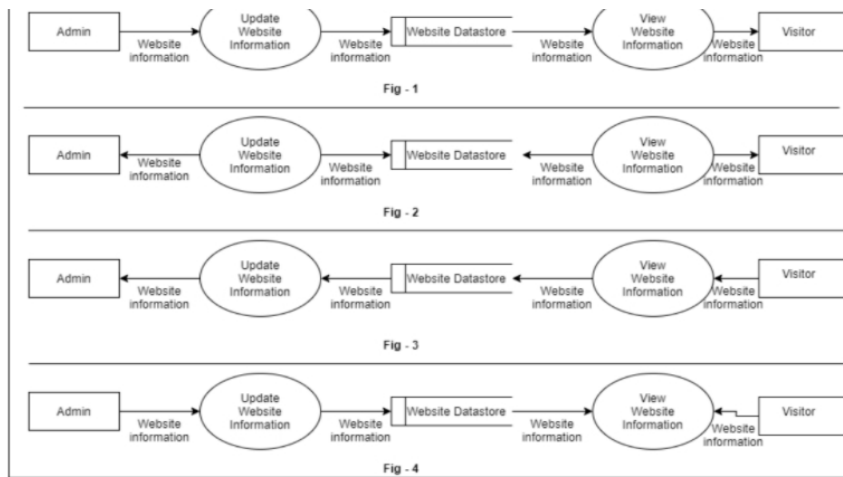 Admin
Website
information
Update
Website
Information
Website
information
Website Datastore
Website
information
View
Website
Information
Website
information
Visitor
Fig - 1
Admin
Website
information
Update
Website
Information
Website
information
Website Datastore
Website
information
View
Website
Information
Website
information
Visitor
Fig - 2
Admin
Website
information
Update
Website
Information
Website
information
Website Datastore
Website
information
View
Website
Information
Website
information
Visitor
Fig - 3
Admin
Website
information
Update
Website
Information
Website
information
Website Datastore
Website
information
View
Website
Information
Website
information
Visitor
Fig - 4